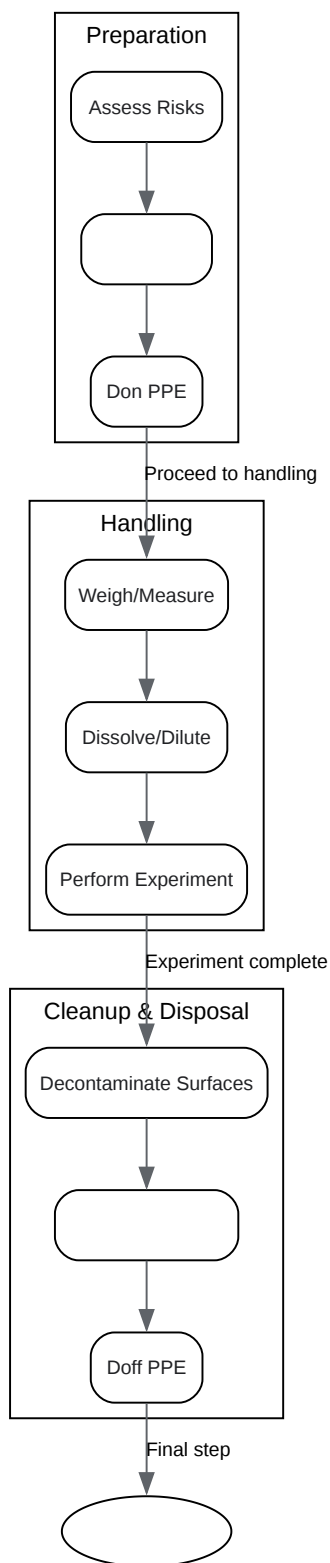 Preparation
Assess Risks
Don PPE
Proceed to handling
Handling
Weigh/Measure
Dissolve/Dilute
Perform Experiment
Experiment complete
Cleanup & Disposal
Decontaminate Surfaces
Doff PPE
Final step